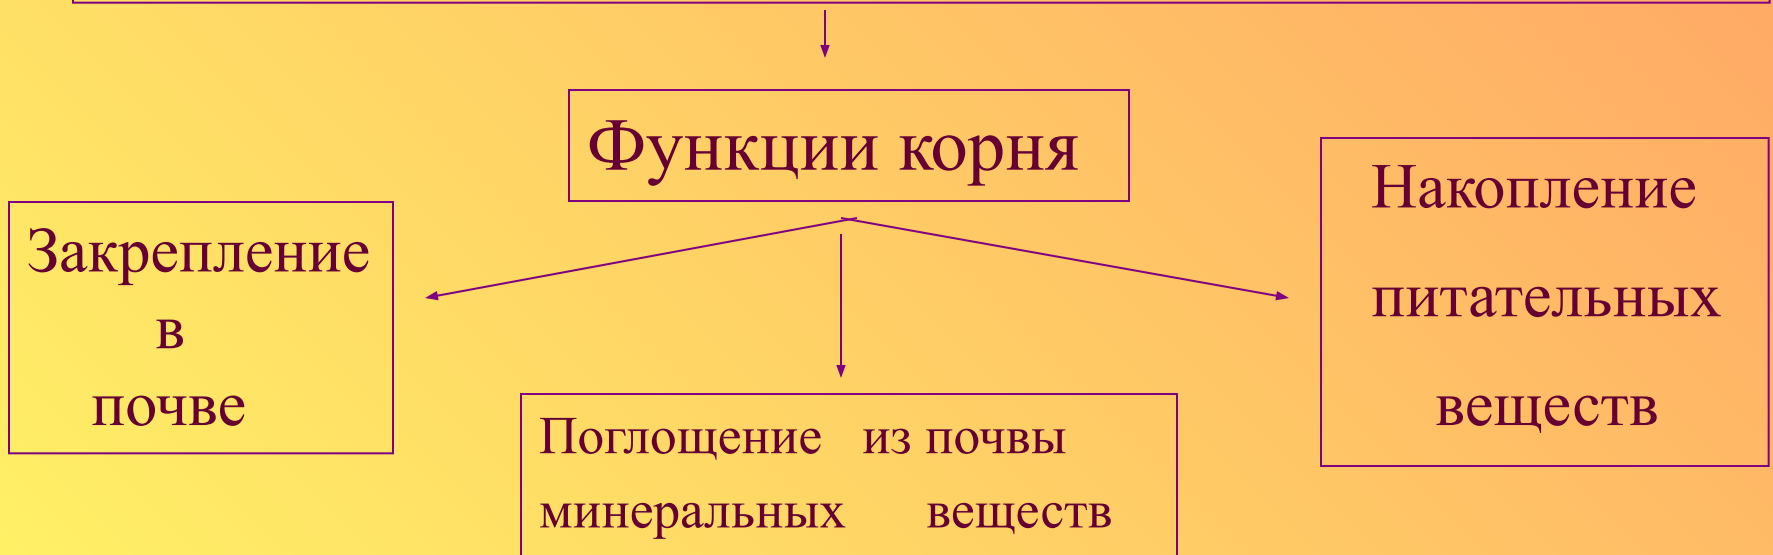 Функции корня
Закрепление
в
почве
Поглощение из почвы
минеральных веществ
Накопление
питательных
веществ